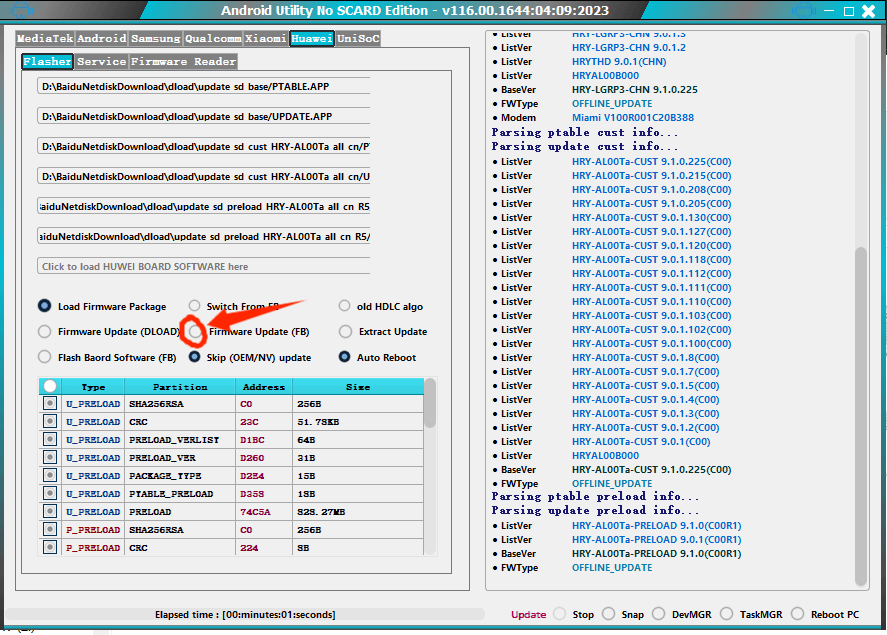 Android Utility No SCARD Edition - v116.00.1644:04:09:2023
MediaTek Android Samsung Qualcomm Xiaomi Huawei UniSoC
Flasher Service Firmware Reader
D:\BaiduNetdiskDownload\dload\update sd base/PTABLE.APP
D:\BaiduNetdiskDownload\dload\update sd base/UPDATE.APP
D:\BaiduNetdiskDownload\dload\update sd cust HRY-AL00Ta all cn/P
D:\BaiduNetdiskDownload\dload\update sd cust HRY-AL00Ta all cn/U
BaiduNetdiskDownload\dload\update sd preload HRY-AL00Ta all cn R5
aiduNetdiskDownload\dload\update sd preload HRY-AL00Ta all cn R5/
Click to load HUWEI BOARD SOFTWARE here
Load Firmware Package Switch From FB old HDLC algo
Firmware Update (DLOAD) Firmware Update (FB) Extract Update
Flash Baord Software (FB) Skip (OEM/NV) update Auto Reboot
Type Partition Address Size
U_PRELOAD SHA256RSA C0 256B
U_PRELOAD CRC 23C 51.78KB
U_PRELOAD PRELOAD_VERLIST D1BC 64B
U_PRELOAD PRELOAD_VER D260 31B
U_PRELOAD PACKAGE_TYPE D2E4 15B
U_PRELOAD PTABLE_PRELOAD D358 18B
U_PRELOAD PRELOAD 74C5A 828.27MB
P_PRELOAD SHA256RSA C0 256B
P_PRELOAD CRC 224 8B
Elapsed time : [00:minutes:01:seconds]
• ListVer HRY-LGRP3-CHN 9.0.1.3
• ListVer HRY-LGRP3-CHN 9.0.1.2
• ListVer HRYTHD 9.0.1(CHN)
• ListVer HRYAL00B000
• BaseVer HRY-LGRP3-CHN 9.1.0.225
• FWType OFFLINE_UPDATE
• Modem Miami V100R001C20B388
Parsing ptable cust info...
Parsing update cust info...
• ListVer HRY-AL00Ta-CUST 9.1.0.225(C00)
• ListVer HRY-AL00Ta-CUST 9.1.0.215(C00)
• ListVer HRY-AL00Ta-CUST 9.1.0.208(C00)
• ListVer HRY-AL00Ta-CUST 9.1.0.205(C00)
• ListVer HRY-AL00Ta-CUST 9.0.1.130(C00)
• ListVer HRY-AL00Ta-CUST 9.0.1.127(C00)
• ListVer HRY-AL00Ta-CUST 9.0.1.120(C00)
• ListVer HRY-AL00Ta-CUST 9.0.1.118(C00)
• ListVer HRY-AL00Ta-CUST 9.0.1.112(C00)
• ListVer HRY-AL00Ta-CUST 9.0.1.111(C00)
• ListVer HRY-AL00Ta-CUST 9.0.1.110(C00)
• ListVer HRY-AL00Ta-CUST 9.0.1.103(C00)
• ListVer HRY-AL00Ta-CUST 9.0.1.102(C00)
• ListVer HRY-AL00Ta-CUST 9.0.1.100(C00)
• ListVer HRY-AL00Ta-CUST 9.0.1.8(C00)
• ListVer HRY-AL00Ta-CUST 9.0.1.7(C00)
• ListVer HRY-AL00Ta-CUST 9.0.1.5(C00)
• ListVer HRY-AL00Ta-CUST 9.0.1.4(C00)
• ListVer HRY-AL00Ta-CUST 9.0.1.3(C00)
• ListVer HRY-AL00Ta-CUST 9.0.1.2(C00)
• ListVer HRY-AL00Ta-CUST 9.0.1(C00)
• ListVer HRYAL00B000
• BaseVer HRY-AL00Ta-CUST 9.1.0.225(C00)
• FWType OFFLINE_UPDATE
Parsing ptable preload info...
Parsing update preload info...
• ListVer HRY-AL00Ta-PRELOAD 9.1.0(C00R1)
• ListVer HRY-AL00Ta-PRELOAD 9.0.1(C00R1)
• BaseVer HRY-AL00Ta-PRELOAD 9.1.0(C00R1)
• FWType OFFLINE_UPDATE
Update Stop Snap DevMGR TaskMGR Reboot PC